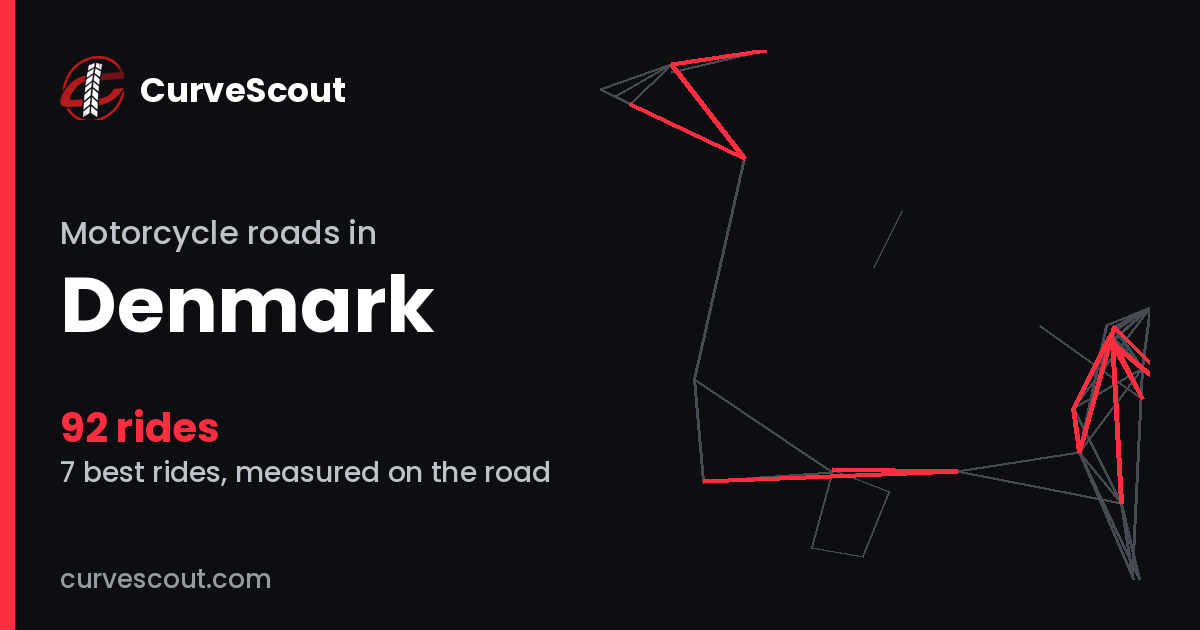 CurveScout
Motorcycle roads in
Denmark
92 rides
7 best rides, measured on the road
curvescout.com